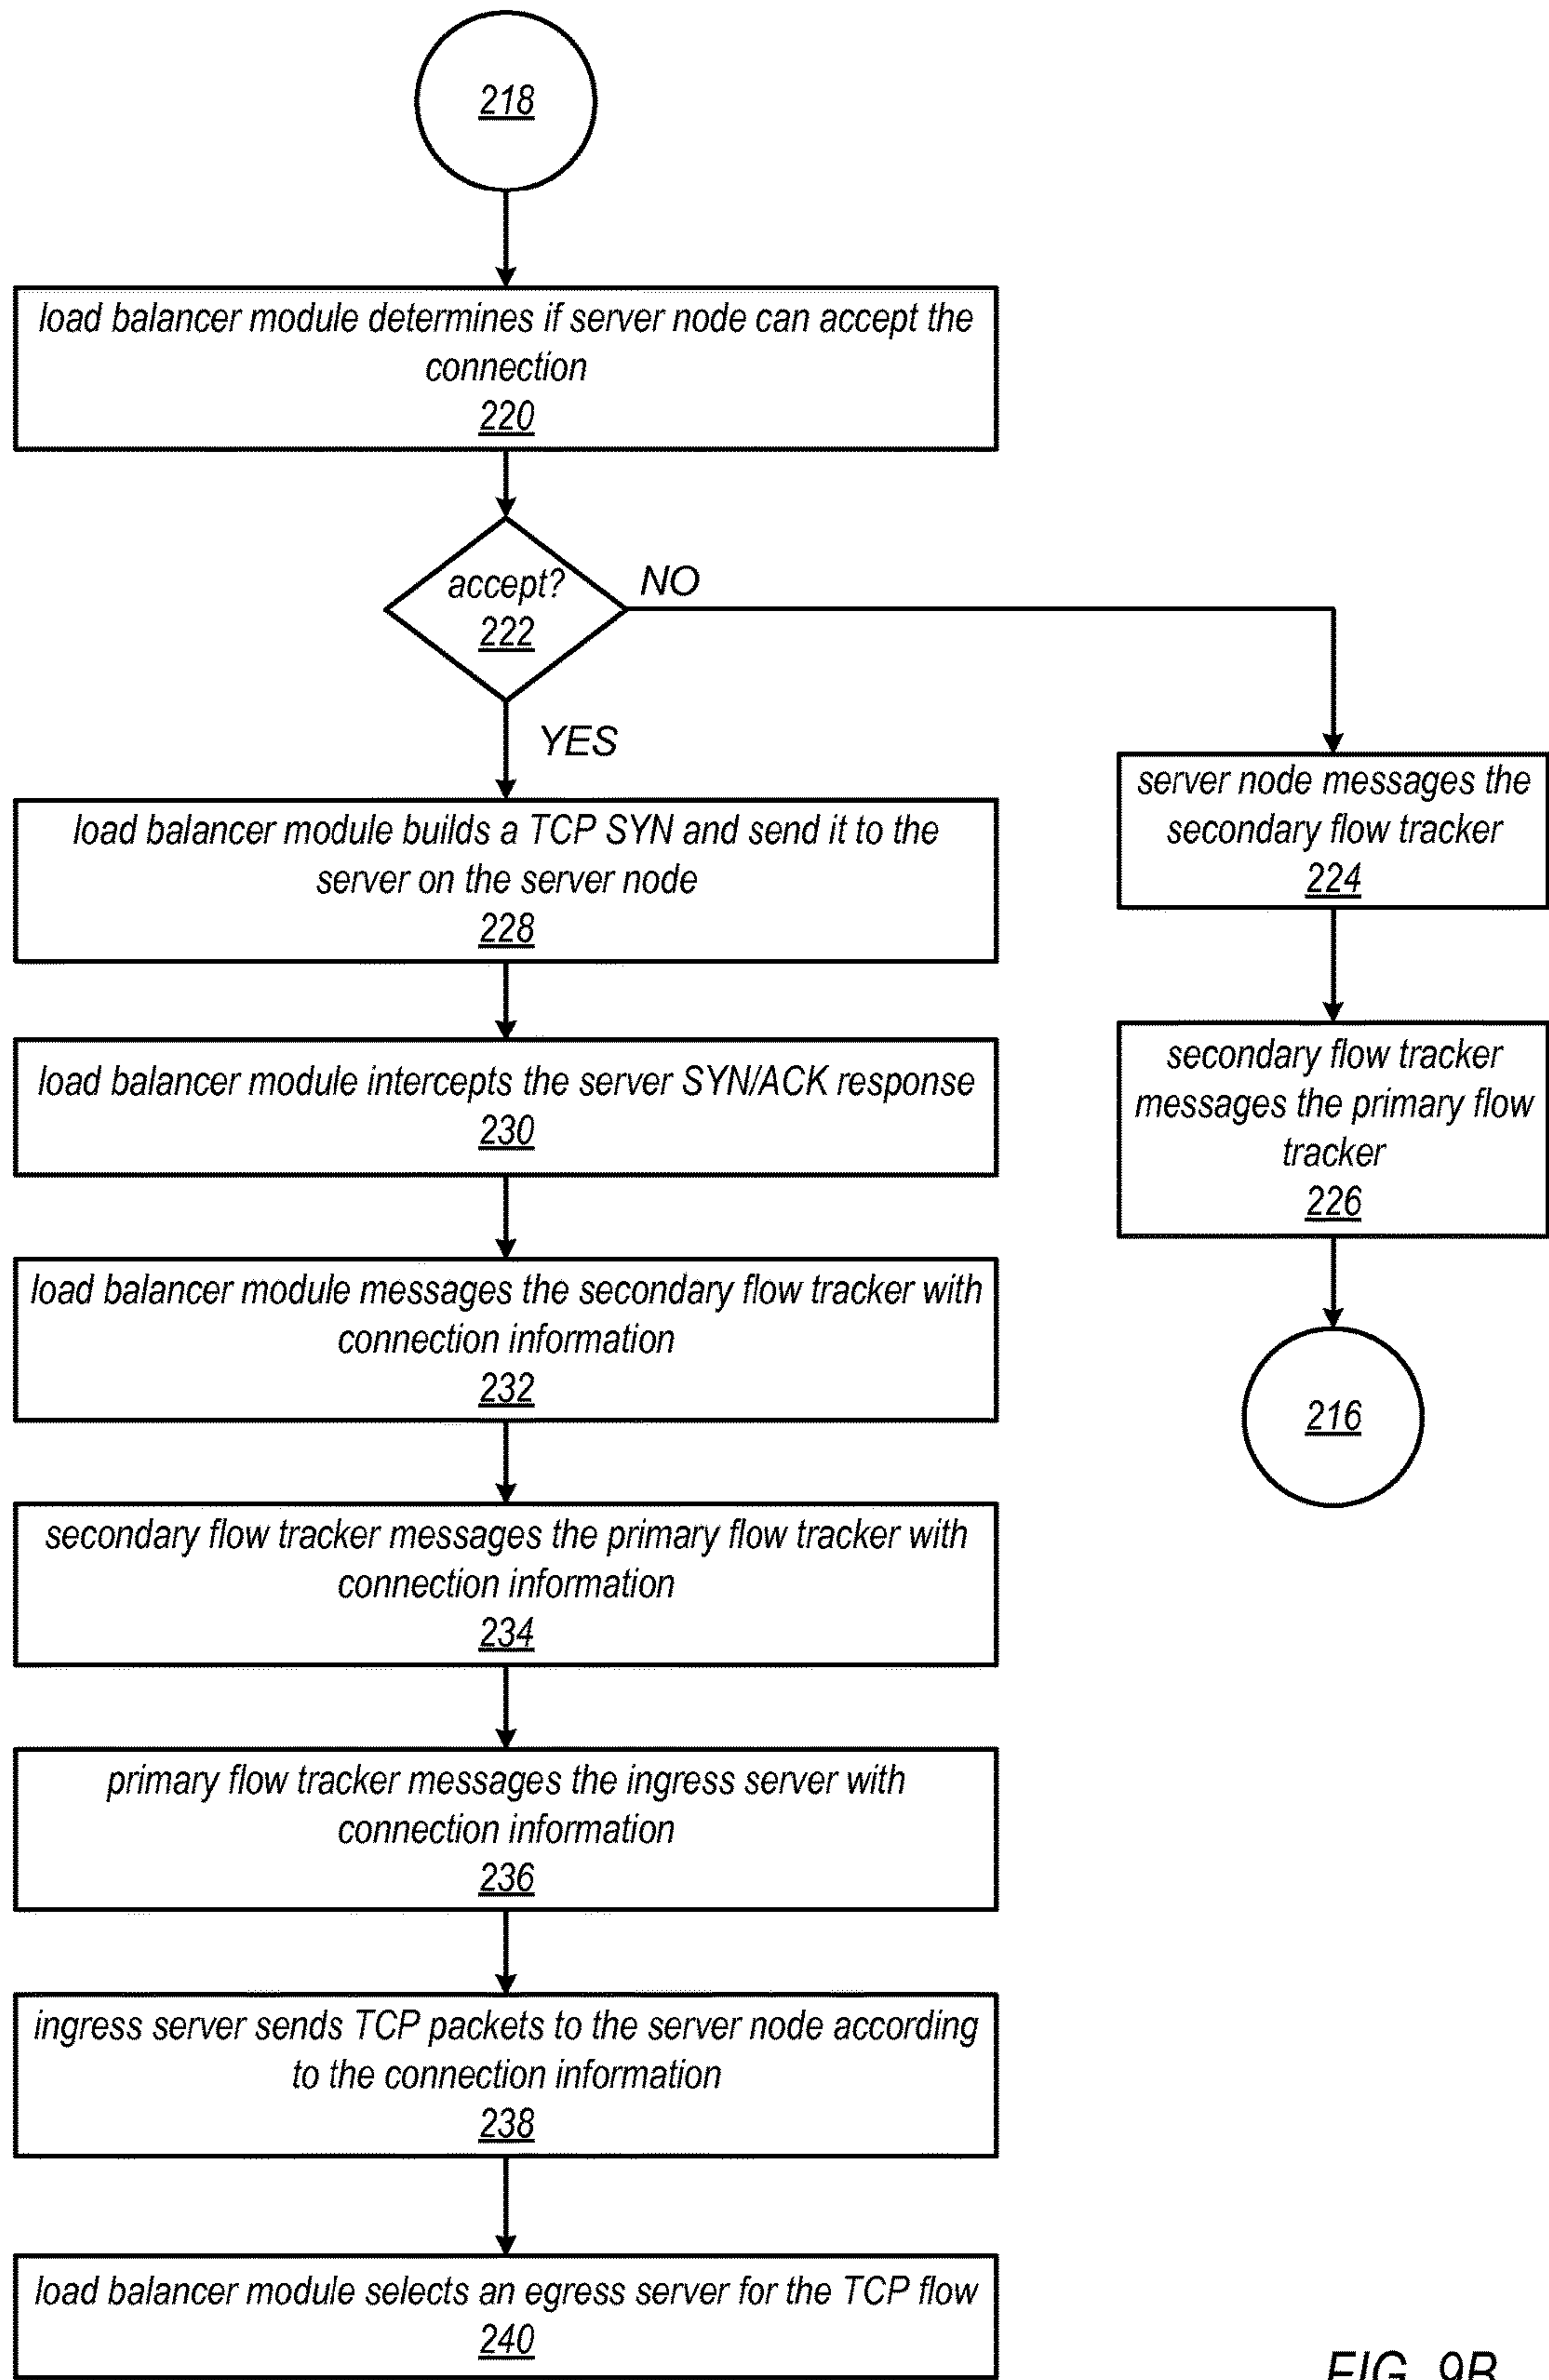 218
load balancer module determines if server node can accept the
connection
220
accept?
222
NO
YES
server node messages the
secondary flow tracker
224
load balancer module builds a TCP SYN and send it to the
server on the server node
228
secondary flow tracker
messages the primary flow
tracker
226
load balancer module intercepts the server SYN/ACK response
230
load balancer module messages the secondary flow tracker with
connection information
232
216
secondary flow tracker messages the primary flow tracker with
connection information
234
primary flow tracker messages the ingress server with
connection information
236
ingress server sends TCP packets to the server node according
to the connection information
238
load balancer module selects an egress server for the TCP flow
240
FIG. 9B